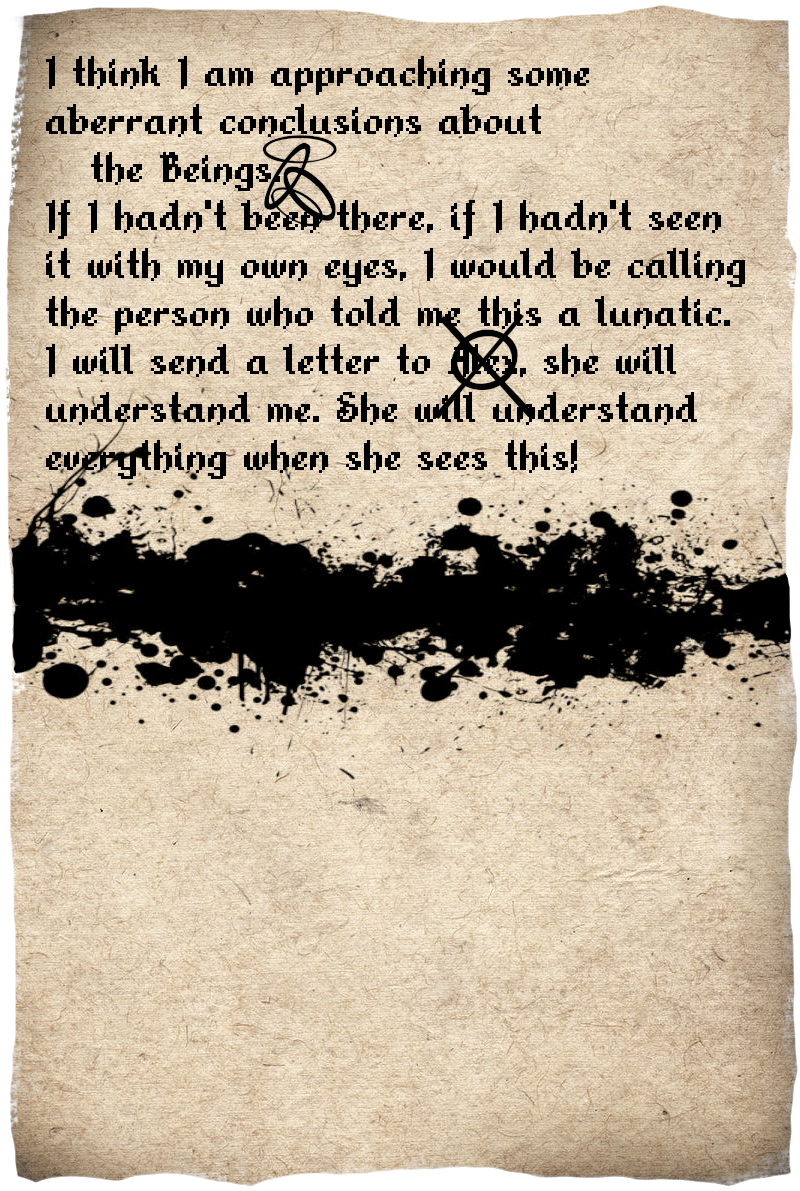 I think I am approaching some
aberrant conclusions about
the Beings.
If I hadn't been there, if I hadn't seen
it with my own eyes, I would be calling
the person who told me this a lunatic.
I will send a letter to Alex, she will
understand me. She will understand
everything when she sees this!